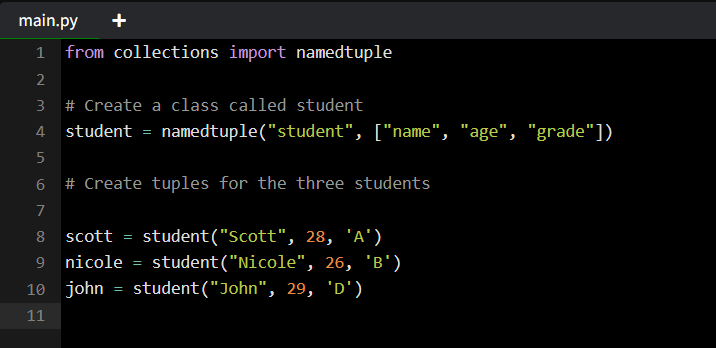 main.py +
1 from collections import namedtuple
2
3 # Create a class called student
4 student = namedtuple("student", ["name", "age", "grade"])
5
6 # Create tuples for the three students
7
8 scott = student("Scott", 28, 'A')
9 nicole = student("Nicole", 26, 'B')
10 john = student("John", 29, 'D')
11